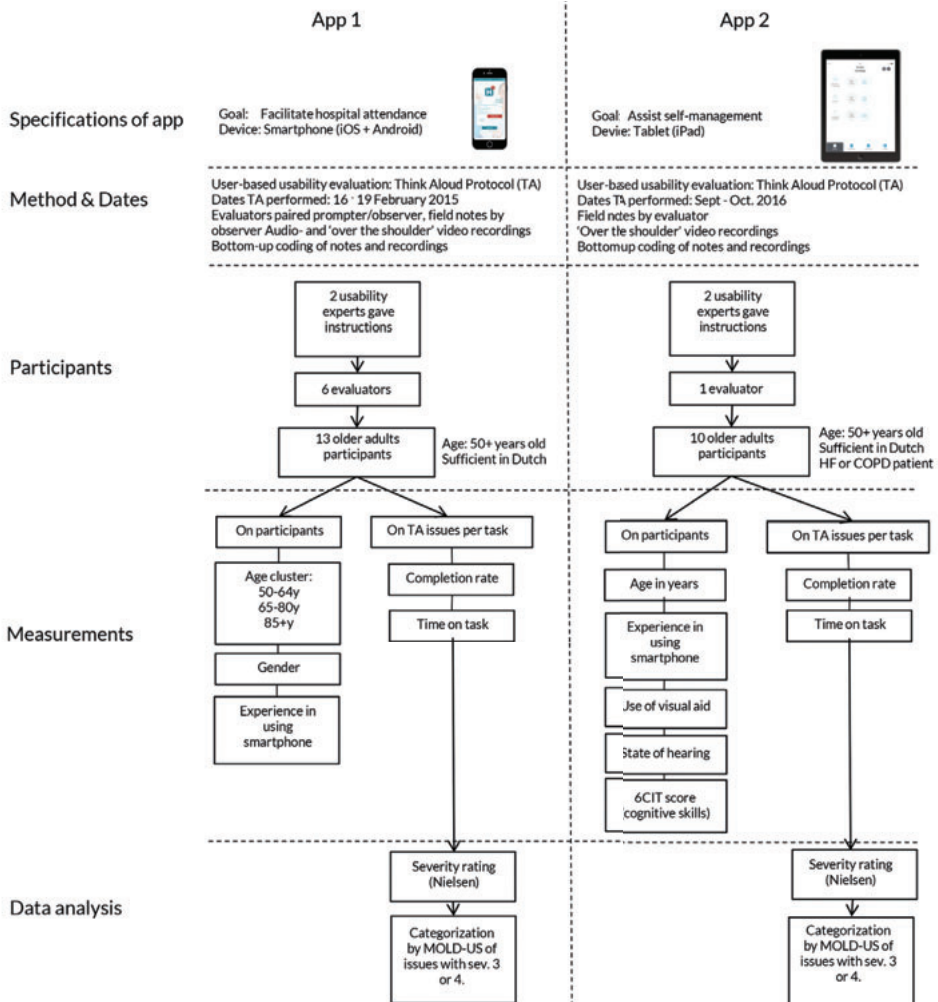 App 1
App 2
Specifications of app
Goal: Facilitate hospital attendance
Device: Smartphone (iOS + Android)
Goal: Assist self-management
Device: Tablet (iPad)
Method & Dates
User-based usability evaluation: Think Aloud Protocol (TA)
Dates TA performed: 16 - 19 February 2015
Evaluators paired prompter/observer, field notes by
observer Audio- and 'over the shoulder' video recordings
Bottom-up coding of notes and recordings
User-based usability evaluation: Think Aloud Protocol (TA)
Dates TA performed: Sept - Oct. 2016
Field notes by evaluator
'Over the shoulder' video recordings
Bottomup coding of notes and recordings
Participants
2 usability
experts gave
instructions
6 evaluators
13 older adults
participants
Age: 50+ years old
Sufficient in Dutch
2 usability
experts gave
instructions
1 evaluator
10 older adults
participants
Age: 50+ years old
Sufficient in Dutch
HF or COPD patient
Measurements
On participants
Age cluster:
50-64y
65-80y
85+y
Gender
Experience in
using
smartphone
On TA issues per task
Completion rate
Time on task
On participants
Age in years
Experience in
using
smartphone
Use of visual aid
State of hearing
6CIT score
(cognitive skills)
On TA issues per task
Completion rate
Time on task
Data analysis
Severity rating
(Nielsen)
Categorization
by MOLD-US of
issues with sev. 3
or 4.
Severity rating
(Nielsen)
Categorization
by MOLD-US of
issues with sev. 3
or 4.